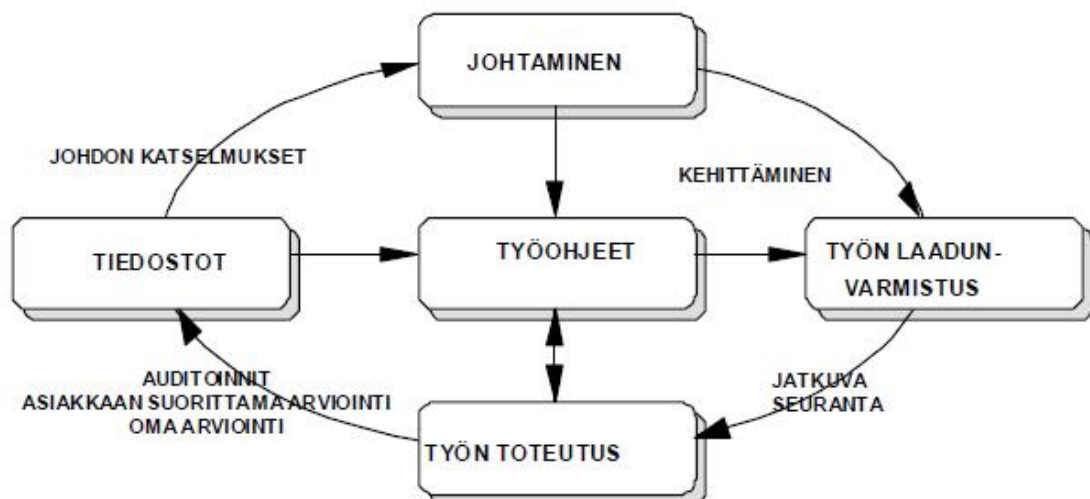 JOHTAMINEN
JOHDON KATSELMUKSET
KEHITTÄMINEN
TIEDOSTOT
TYÖOHJEET
TYÖN LAADUN-
VARMISTUS
AUDITOINNIT
ASIAKKAAN SUORITTAMA ARVIOINTI
OMA ARVIOINTI
JATKUVA
SEURANTA
TYÖN TOTEUTUS